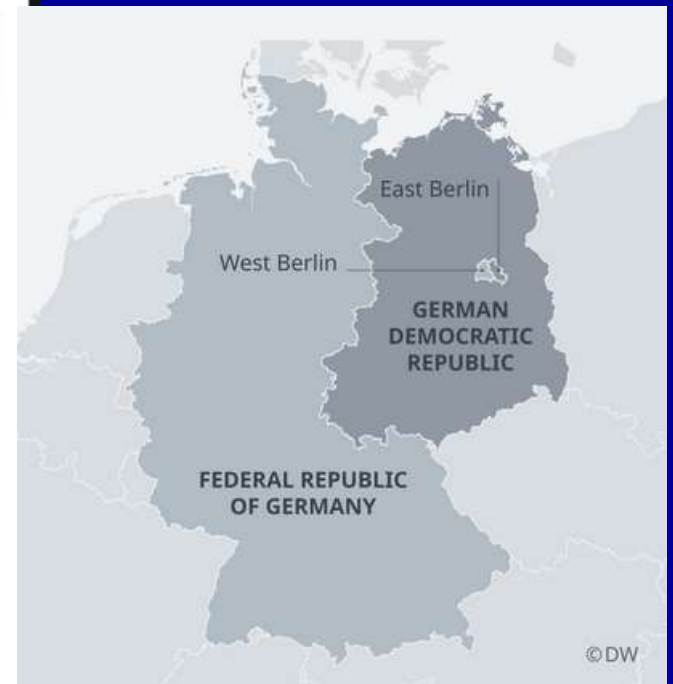 East Berlin
West Berlin
GERMAN
DEMOCRATIC
REPUBLIC
FEDERAL REPUBLIC
OF GERMANY
©DW